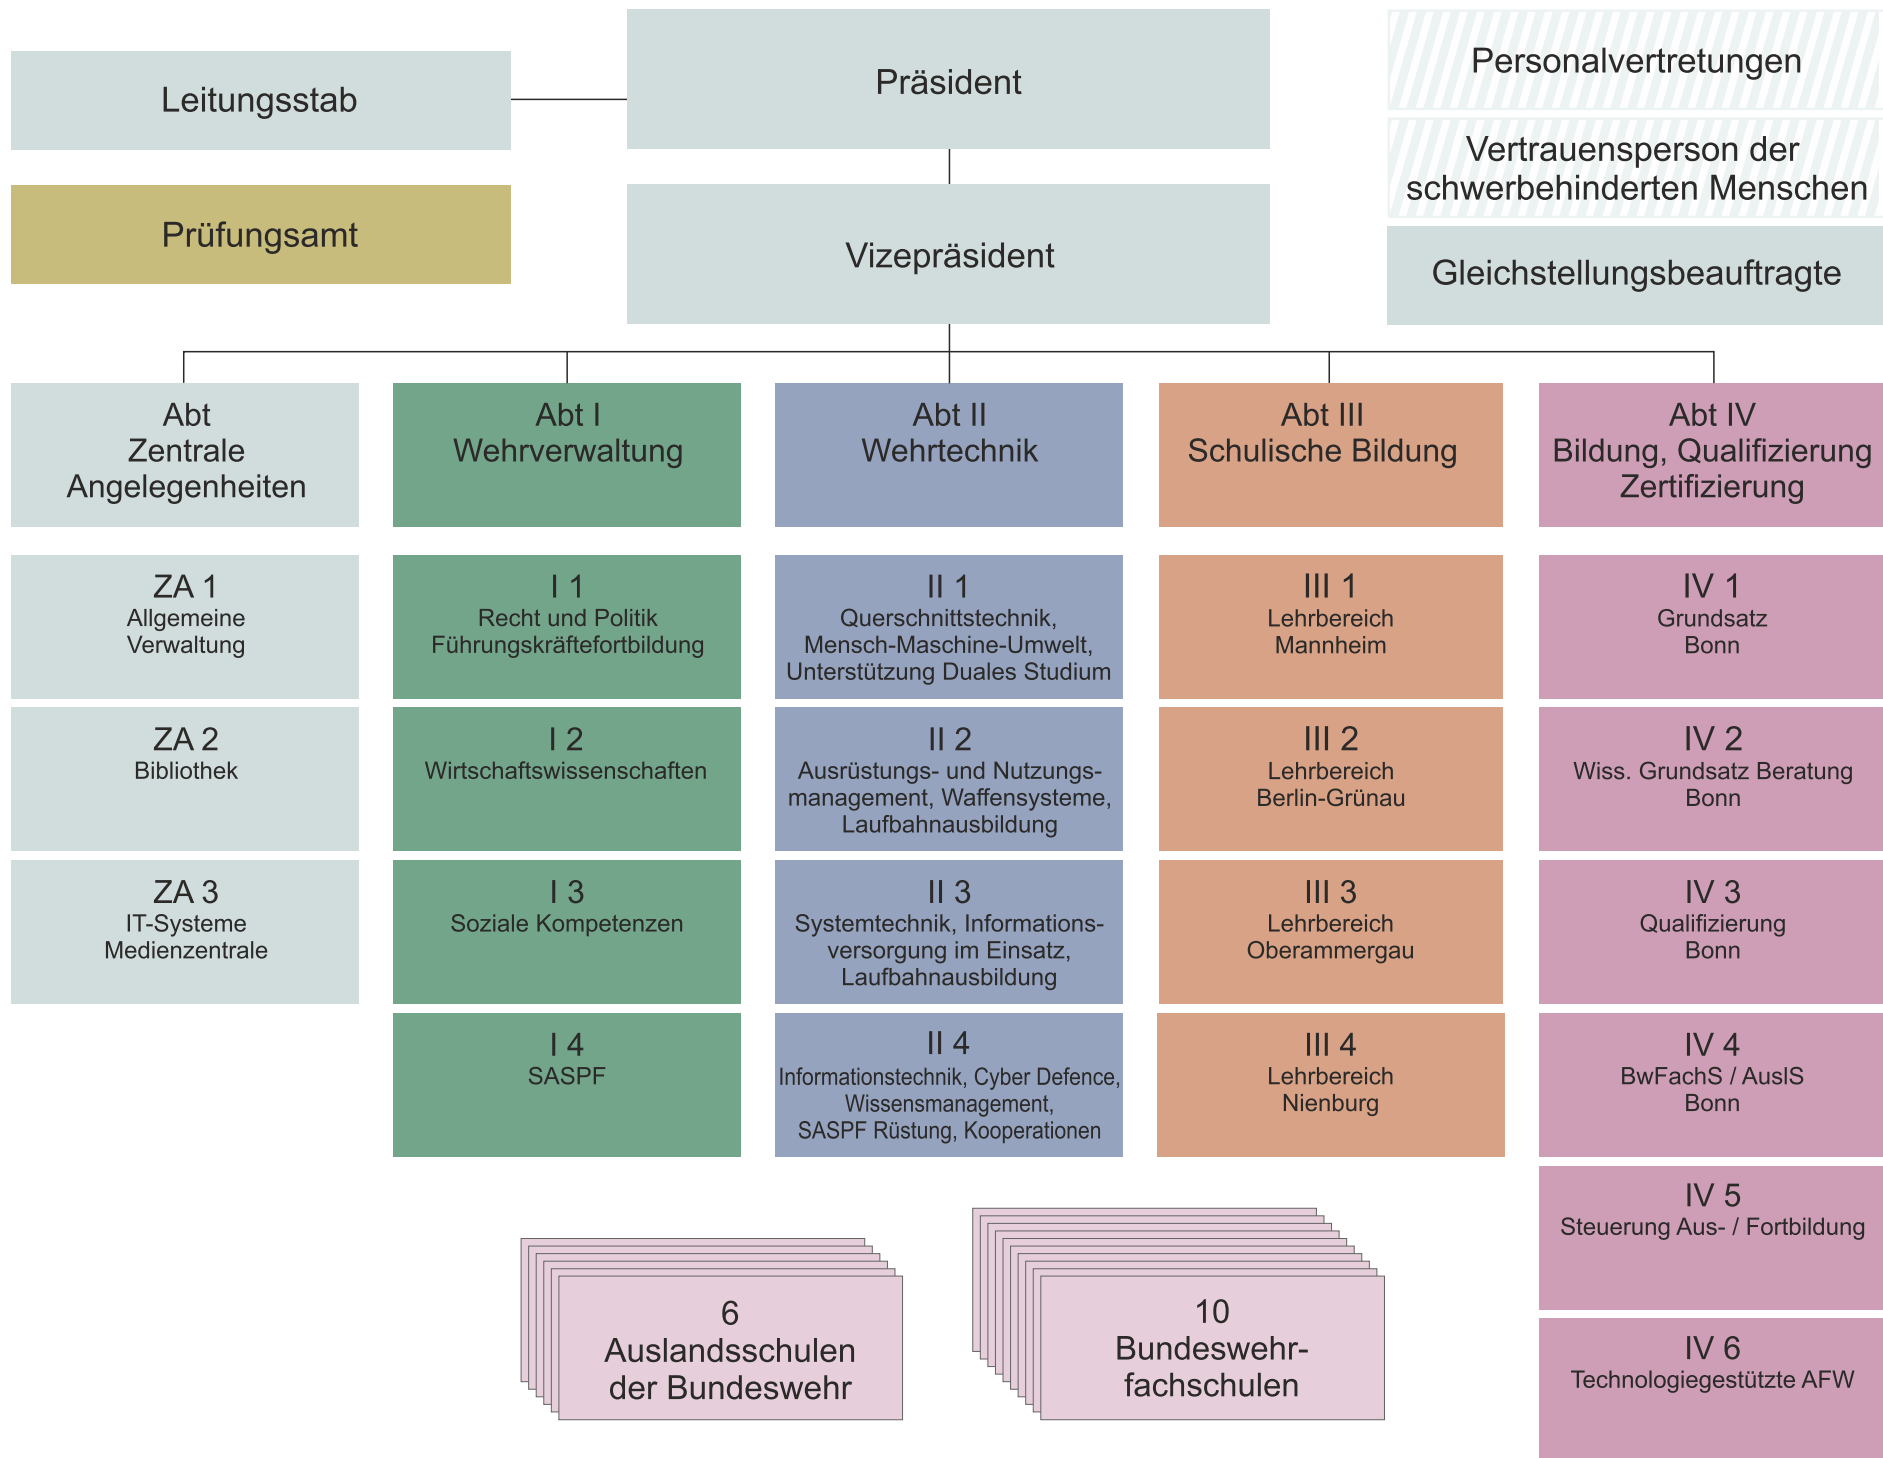 Leitungsstab
Prüfungsamt
Präsident
Vizepräsident
Personalvertretungen
Vertrauensperson der
schwerbehinderten Menschen
Gleichstellungsbeauftragte
Abt
Zentrale
Angelegenheiten
ZA 1
Allgemeine
Verwaltung
ZA 2
Bibliothek
ZA 3
IT-Systeme
Medienzentrale
Abt I
Wehrverwaltung
I 1
Recht und Politik
Führungskräftefortbildung
I 2
Wirtschaftswissenschaften
I 3
Soziale Kompetenzen
I 4
SASPF
Abt II
Wehrtechnik
II 1
Querschnittstechnik,
Mensch-Maschine-Umwelt,
Unterstützung Duales Studium
II 2
Ausrüstungs- und Nutzungs-
management, Waffensysteme,
Laufbahnausbildung
II 3
Systemtechnik, Informations-
versorgung im Einsatz,
Laufbahnausbildung
II 4
Informationstechnik, Cyber Defence,
Wissensmanagement,
SASPF Rüstung, Kooperationen
Abt III
Schulische Bildung
III 1
Lehrbereich
Mannheim
III 2
Lehrbereich
Berlin-Grünau
III 3
Lehrbereich
Oberammergau
III 4
Lehrbereich
Nienburg
Abt IV
Bildung, Qualifizierung
Zertifizierung
IV 1
Grundsatz
Bonn
IV 2
Wiss. Grundsatz Beratung
Bonn
IV 3
Qualifizierung
Bonn
IV 4
BwFachS / AuslS
Bonn
IV 5
Steuerung Aus- / Fortbildung
IV 6
Technologiegestützte AFW
6
Auslandsschulen
der Bundeswehr
10
Bundeswehr-
fachschulen